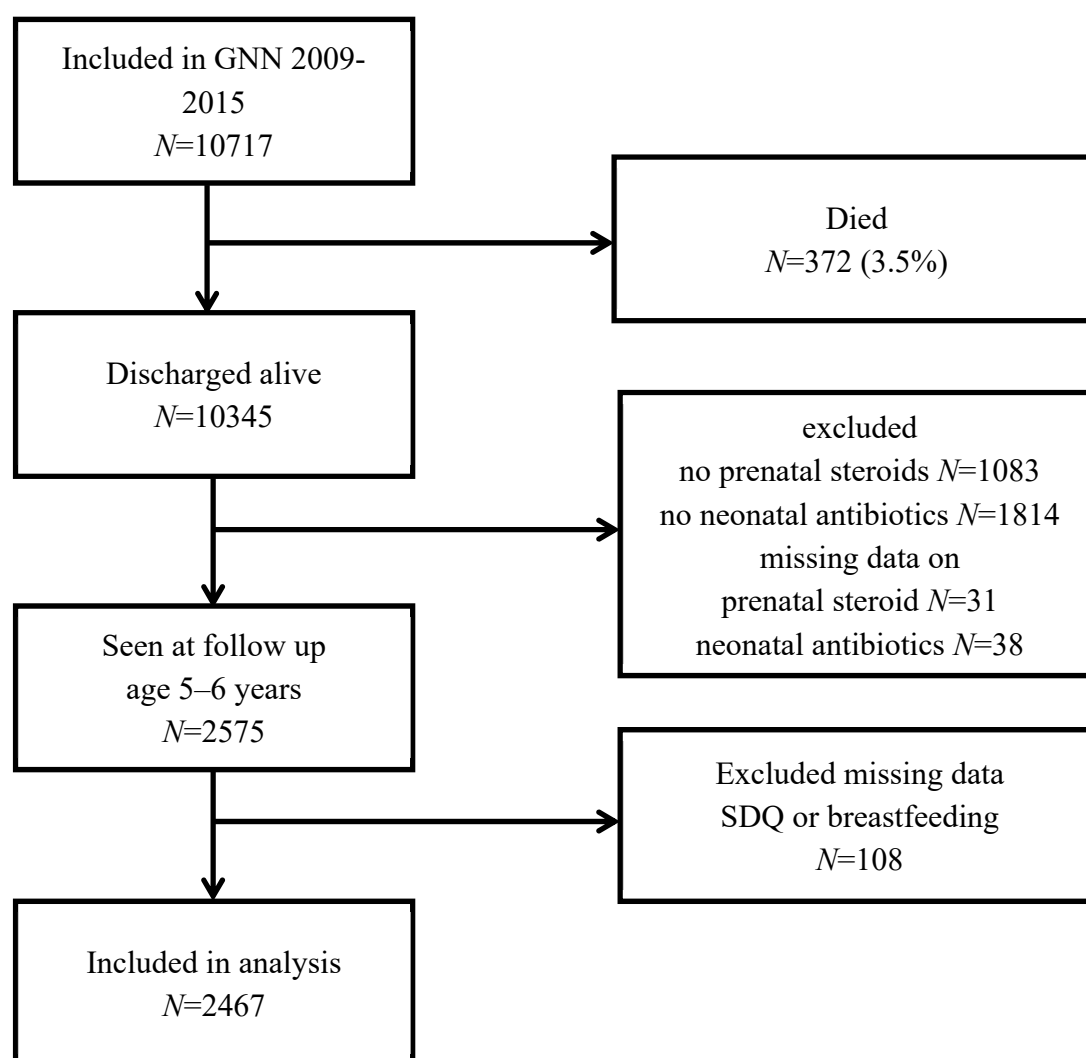 Included in GNN 2009-
2015
N=10717
Died
N=372 (3.5%)
Discharged alive
N=10345
excluded
no prenatal steroids N=1083
no neonatal antibiotics N=1814
missing data on
prenatal steroid N=31
neonatal antibiotics N=38
Seen at follow up
age 5–6 years
N=2575
Excluded missing data
SDQ or breastfeeding
N=108
Included in analysis
N=2467